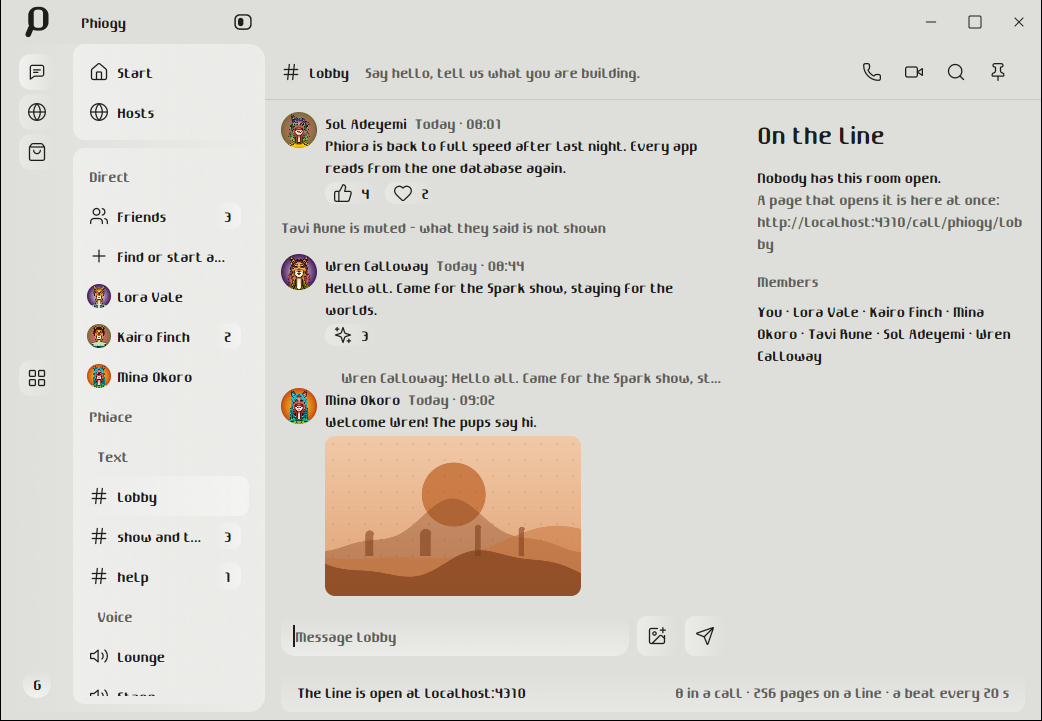 Phiogy
Start
Hosts
Direct
Friends 3
Find or start a...
Lora Vale
Kairo Finch 2
Mina Okoro
Phiace
Text
Lobby
show and t... 3
help 1
Voice
Lounge
6
# Lobby Say hello, tell us what you are building.
Sol Adeyemi Today · 08:01
Phiora is back to full speed after last night. Every app
reads from the one database again.
4 2
Tavi Rune is muted - what they said is not shown
Wren Calloway Today · 08:44
Hello all. Came for the Spark show, staying for the
worlds.
3
Wren Calloway: Hello all. Came for the Spark show, st...
Mina Okoro Today · 09:02
Welcome Wren! The pups say hi.
Message Lobby
On the Line
Nobody has this room open.
A page that opens it is here at once:
http://localhost:4310/call/phiogy/lob
by
Members
You · Lora Vale · Kairo Finch · Mina
Okoro · Tavi Rune · Sol Adeyemi · Wren
Calloway
The Line is open at localhost:4310
0 in a call · 256 pages on a line · a beat every 20 s